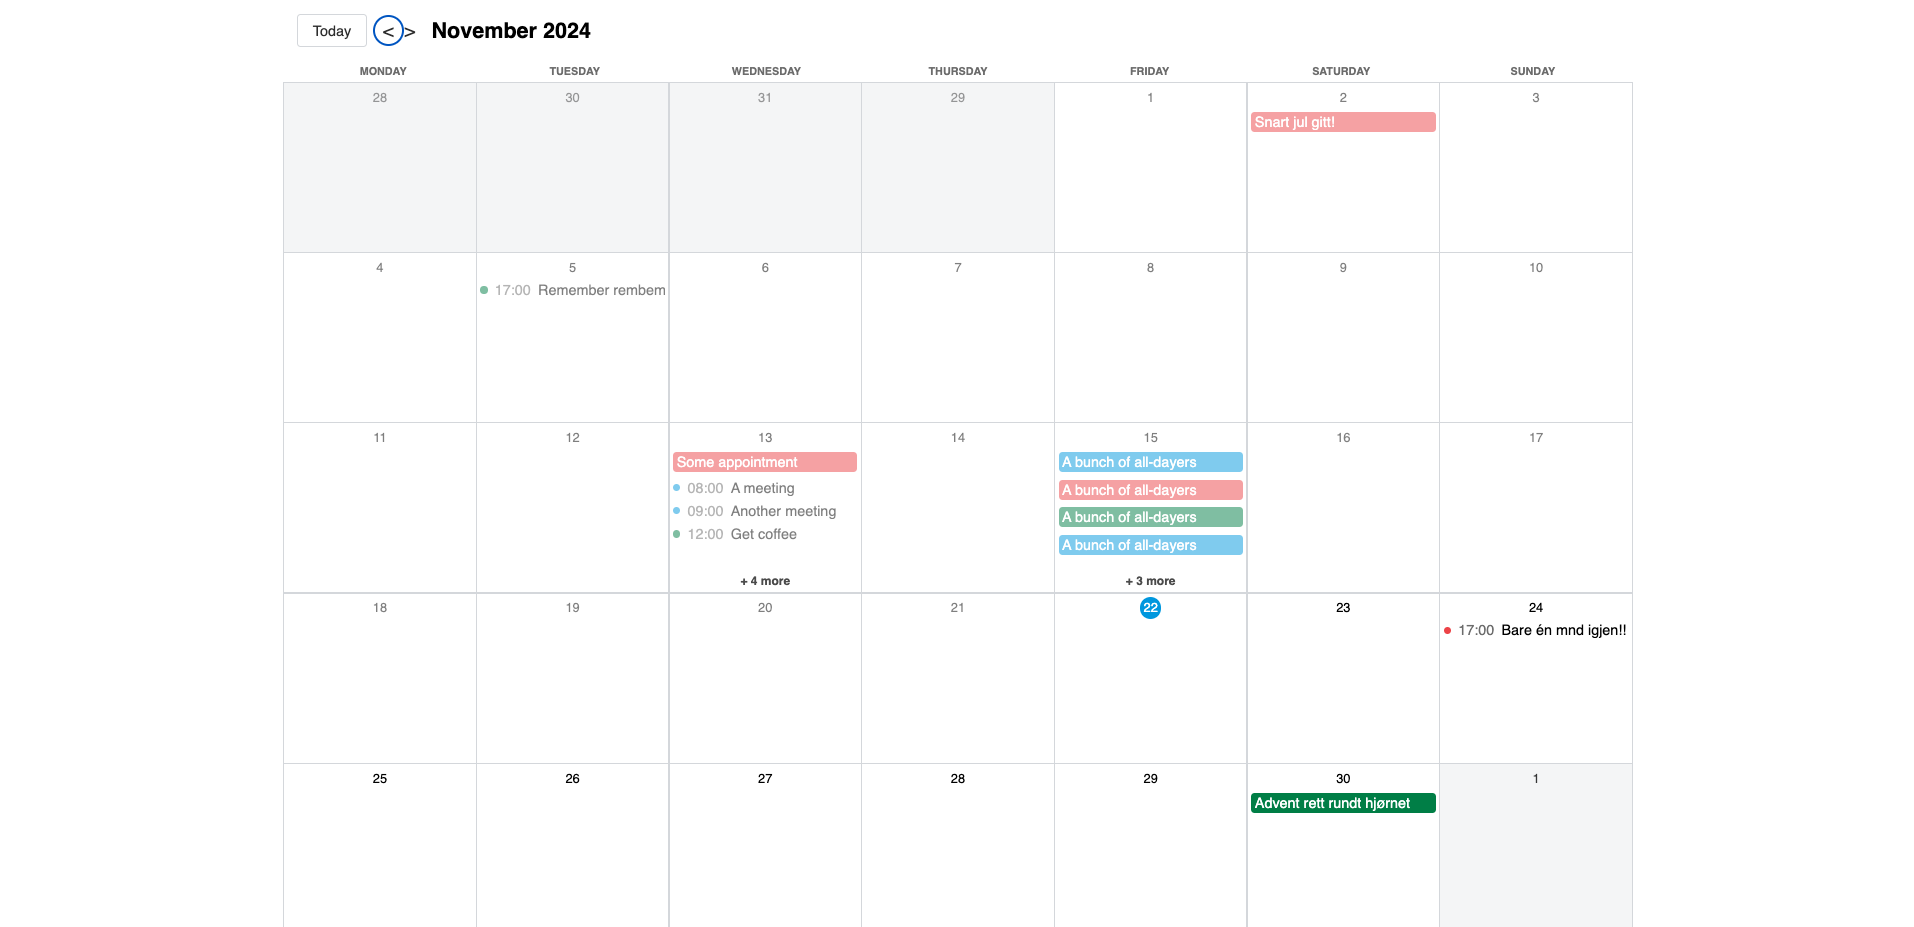 Today < > November 2024
MONDAY TUESDAY WEDNESDAY THURSDAY FRIDAY SATURDAY SUNDAY
28 30 31 29 1 2 3
Snart jul gitt!
4 5 6 7 8 9 10
17:00 Remember rembem
11 12 13 14 15 16 17
Some appointment
08:00 A meeting
09:00 Another meeting
12:00 Get coffee
+ 4 more
A bunch of all-dayers
A bunch of all-dayers
A bunch of all-dayers
A bunch of all-dayers
+ 3 more
18 19 20 21 22 23 24
17:00 Bare én mnd igjen!!
25 26 27 28 29 30 1
Advent rett rundt hjørnet